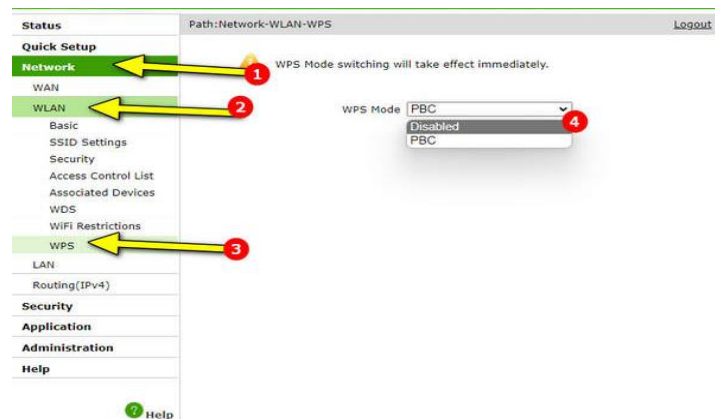 Status
Quick Setup
Network
WAN
WLAN
Basic
SSID Settings
Security
Access Control List
Associated Devices
WDS
WiFi Restrictions
WPS
LAN
Routing(IPv4)
Security
Application
Administration
Help
? Help
Path:Network-WLAN-WPS Logout
WPS Mode switching will take effect immediately.
WPS Mode PBC
Disabled
PBC
1
2
3
4